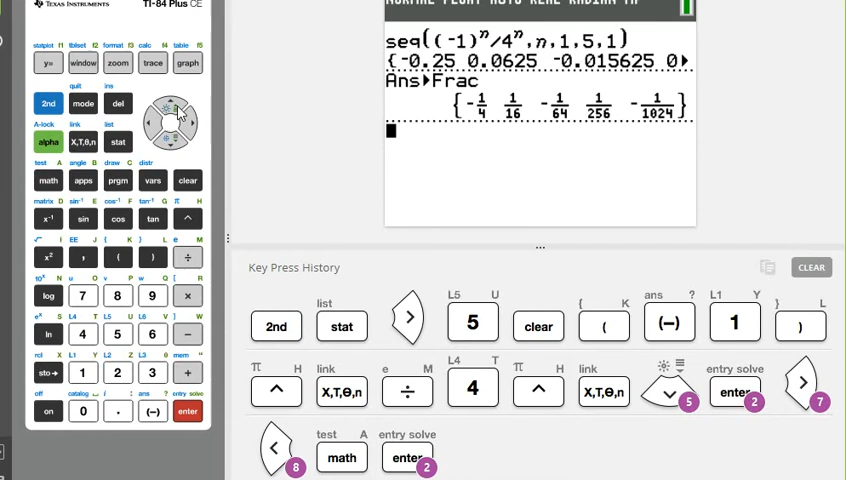 TEXAS INSTRUMENTS
TI-84 Plus CE
NORMAL FLOAT AUTO REAL RADIAN MP
seq((-1)ⁿ/4ⁿ,n,1,5,1)
{-0.25 0.0625 -0.015625 0▶
Ans▶Frac
{-1/4 1/16 -1/64 1/256 -1/1024}
statplot f1 tblset f2 format f3 calc f4 table f5
y= window zoom trace graph
quit ins
2nd mode del
A-lock link list
alpha X,T,θ,n stat
test A angle B draw C distr
math apps prgm vars clear
matrix D sin⁻¹ E cos⁻¹ F tan⁻¹ G π H
x⁻¹ sin cos tan ^
√ I EE J { K } L e M
x² , ( ) ÷
10ˣ N u O v P w Q [ R
log 7 8 9 ×
eˣ S L4 T L5 U L6 V ] W
ln 4 5 6 −
rcl X L1 Y L2 Z L3 θ mem "
sto→ 1 2 3 +
off catalog ⎵ i : ans ? entry solve
on 0 . (−) enter
Key Press History
CLEAR
list L5 U { K ans ? L1 Y } L
2nd stat > 5 clear ( (−) 1 )
π H link e M L4 T π H link entry solve
^ X,T,θ,n ÷ 4 ^ X,T,θ,n 5 enter 2 > 7
test A entry solve
< 8 math enter 2